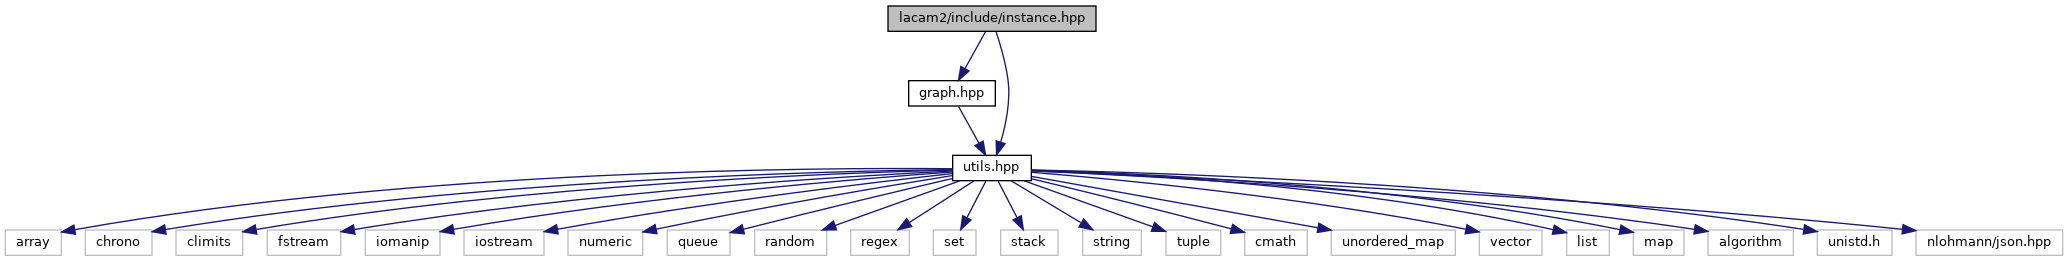 lacam2/include/instance.hpp
graph.hpp
utils.hpp
array
chrono
climits
fstream
iomanip
iostream
numeric
queue
random
regex
set
stack
string
tuple
cmath
unordered_map
vector
list
map
algorithm
unistd.h
nlohmann/json.hpp